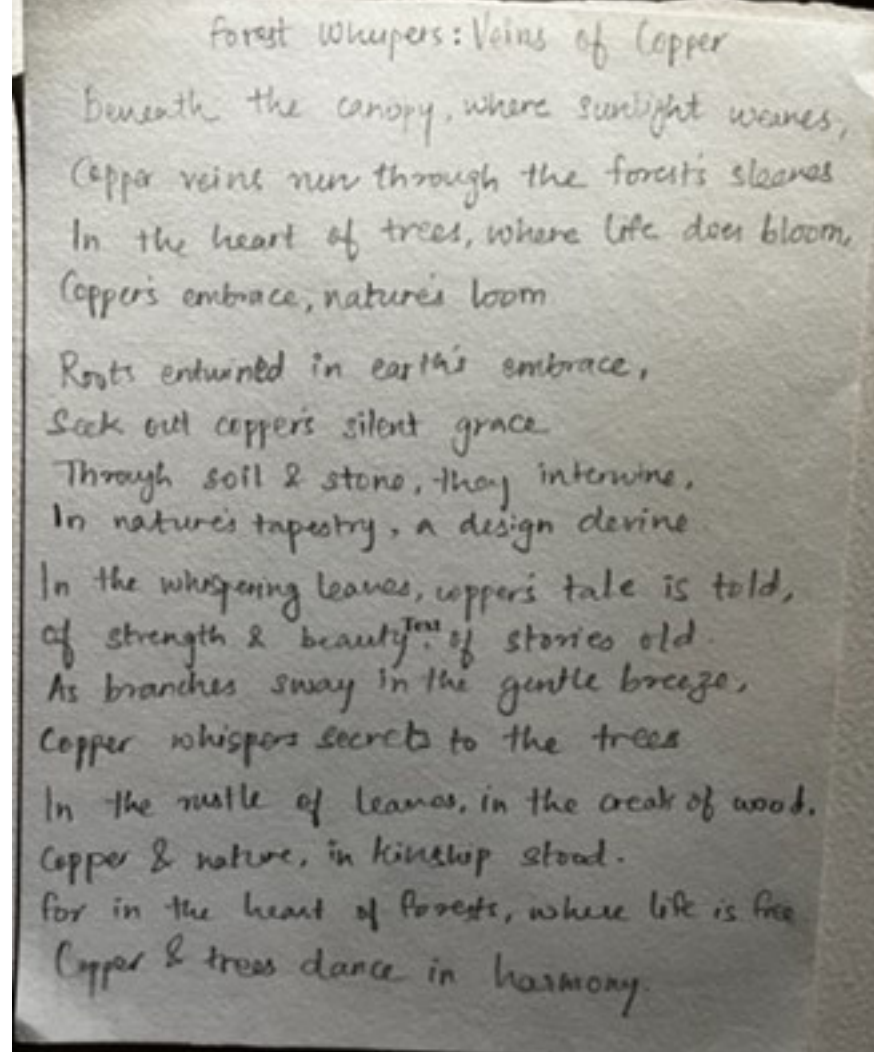 Forest Whispers: Veins of Copper
Beneath the canopy, where sunlight weaves,
Copper veins run through the forest's sleeves
In the heart of trees, where life does bloom,
Copper's embrace, nature's loom
Roots entwined in earth's embrace,
Seek out copper's silent grace
Through soil & stone, they interwine,
In nature's tapestry, a design devine
In the whispering leaves, copper's tale is told,
of strength & beauty, of stories old.
Text
As branches sway in the gentle breeze,
Copper whispers secrets to the trees
In the rustle of leaves, in the creak of wood,
Copper & nature, in kinship stood.
for in the heart of forests, where life is free
Copper & trees dance in harmony.